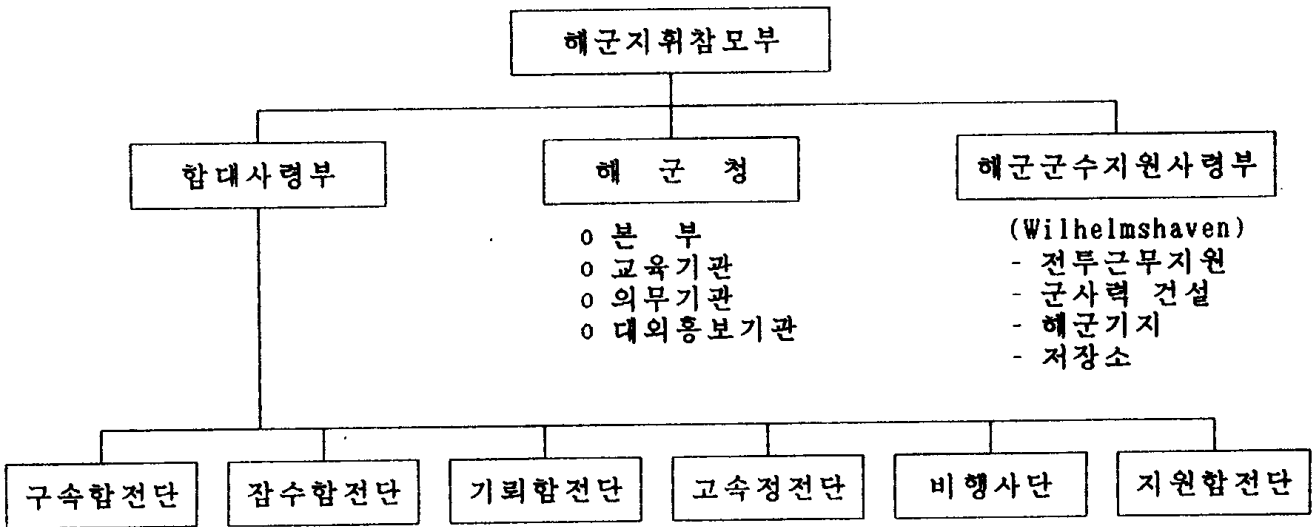 해군지휘참모부
함대사령부
해 군 청
해군군수지원사령부
o 본 부
o 교육기관
o 의무기관
o 대외홍보기관
(Wilhelmshaven)
- 전투근무지원
- 군사력 건설
- 해군기지
- 저장소
구속함전단
잠수함전단
기뢰함전단
고속정전단
비행사단
지원함전단